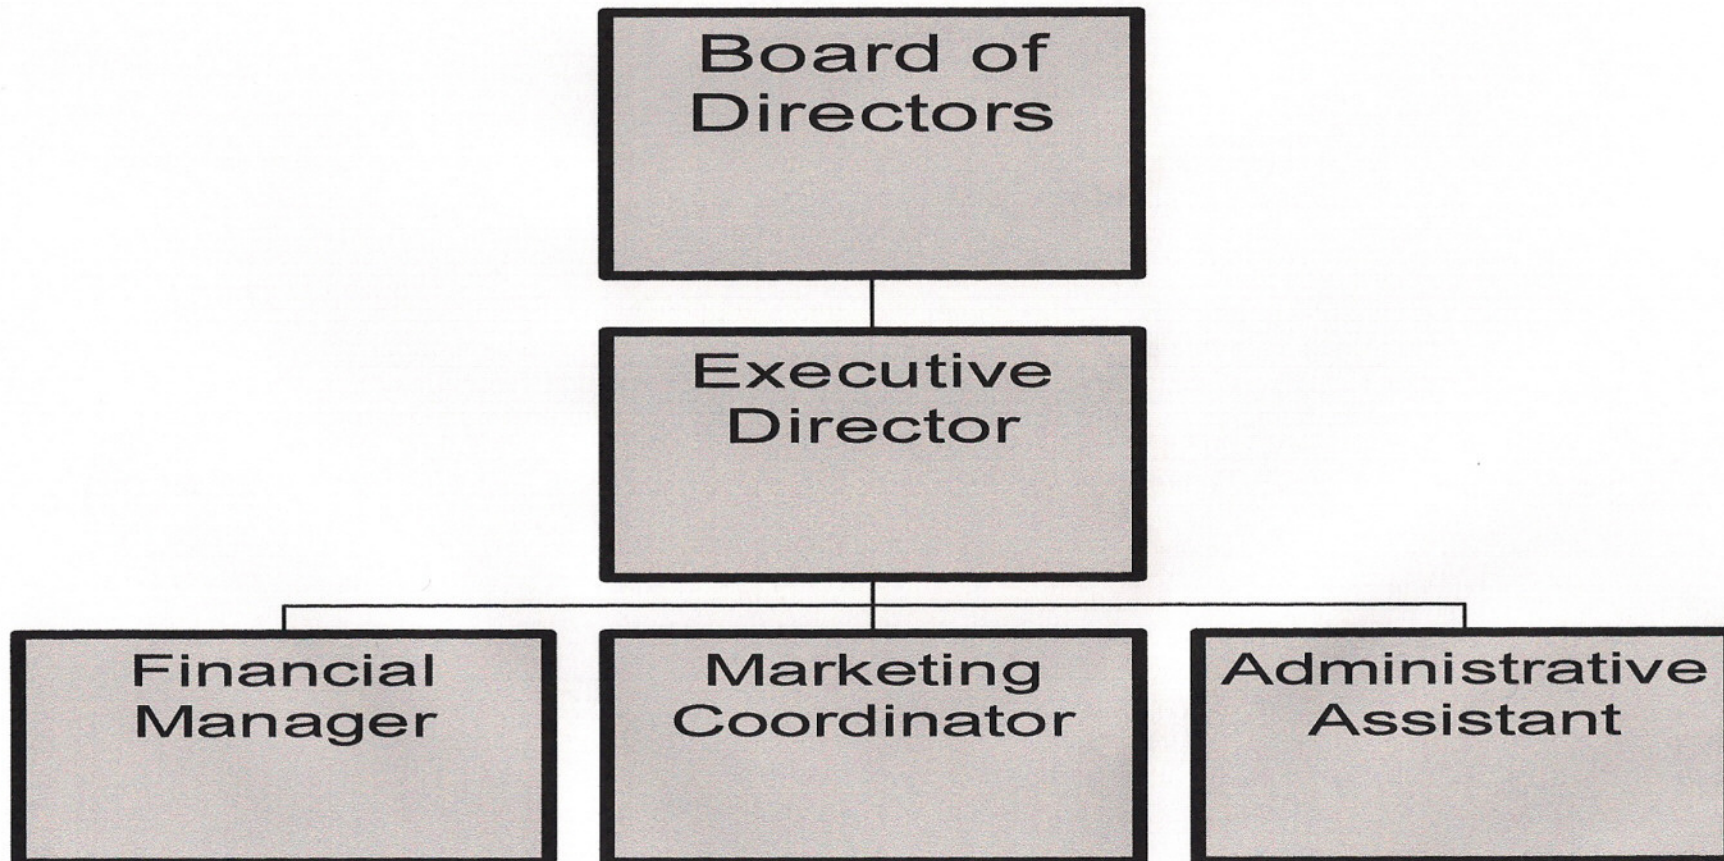 Board of
Directors
Executive
Director
Financial
Manager
Marketing
Coordinator
Administrative
Assistant